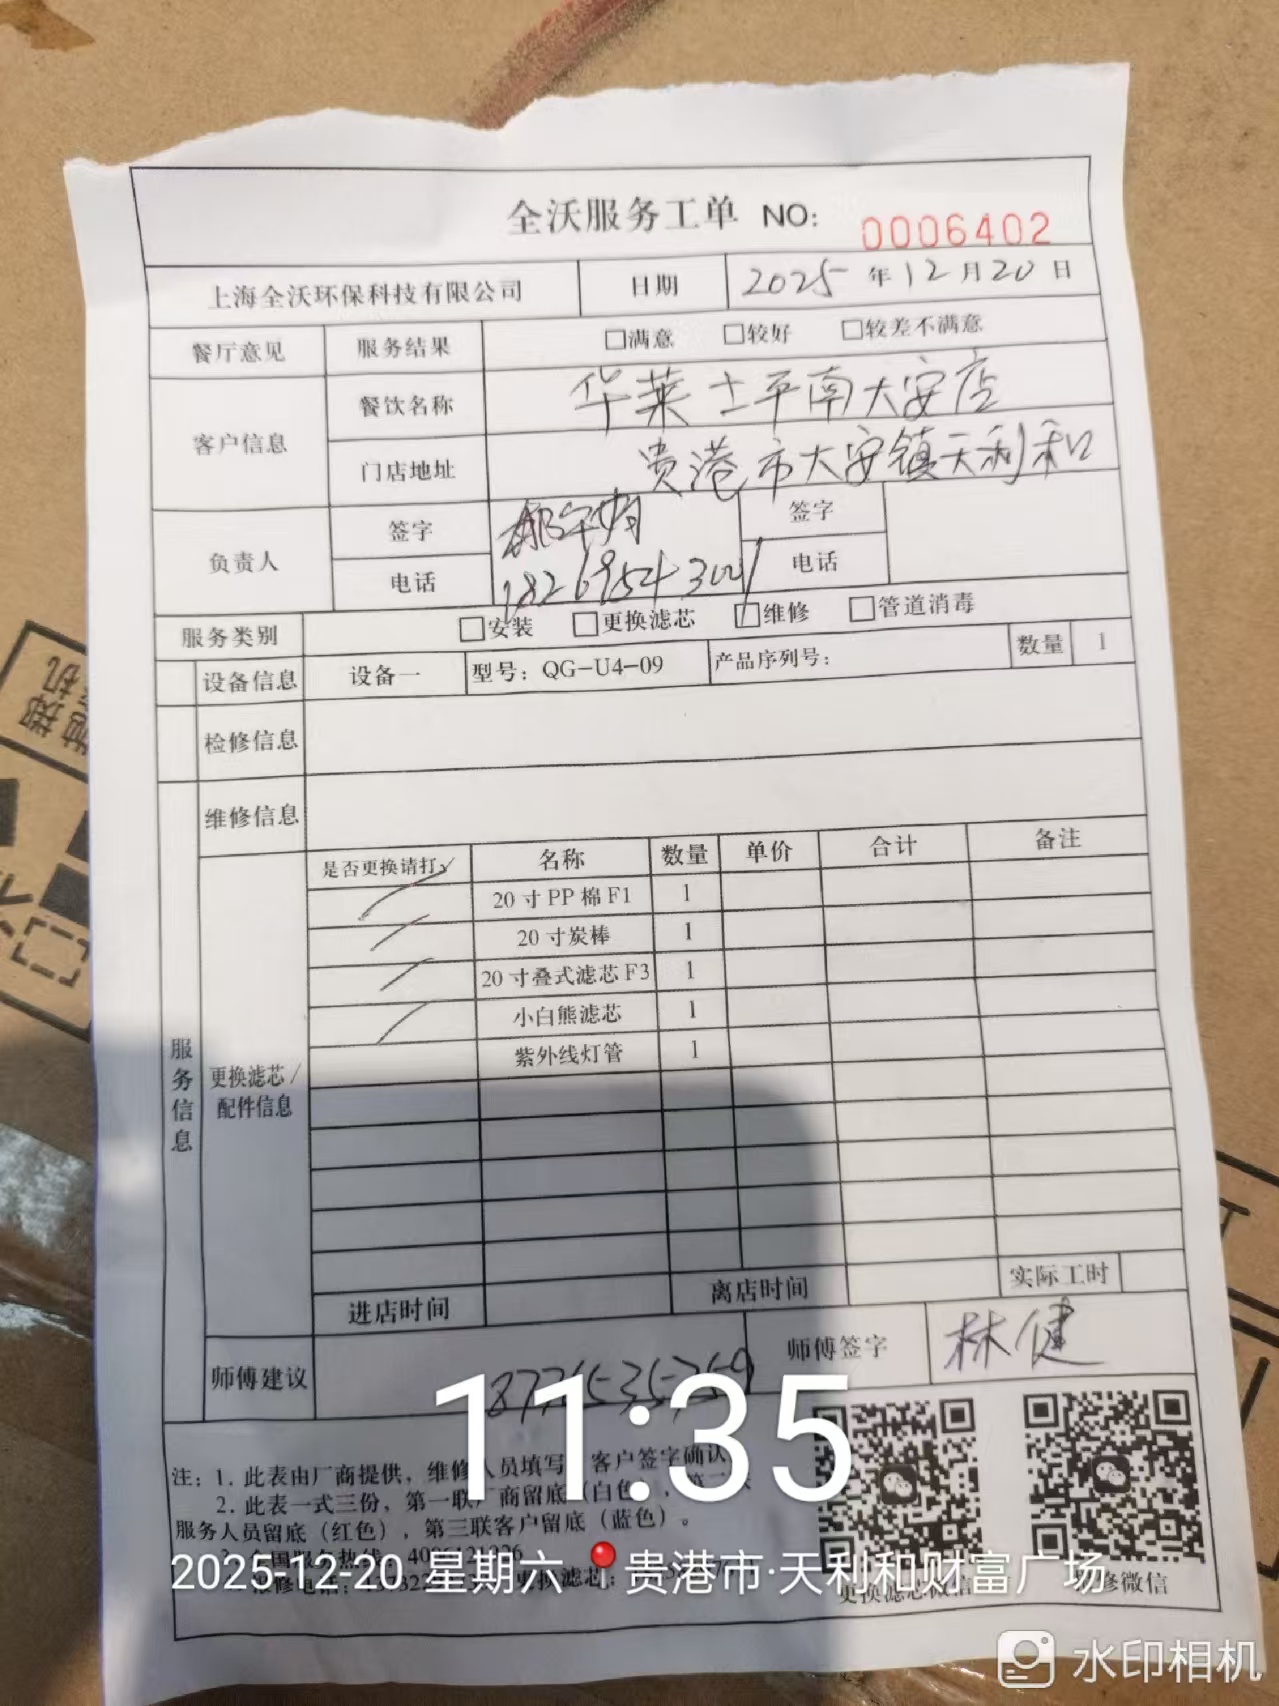 全沃服务工单 NO: 0006402
上海全沃环保科技有限公司 日期 2025年12月20日
餐厅意见 服务结果 □满意 □较好 □较差不满意
客户信息 餐饮名称 华莱士平南大安店
门店地址 贵港市大安镇天利和
负责人 签字 签字
电话 电话
服务类别 □安装 □更换滤芯 □维修 □管道消毒
设备信息 设备一 型号: QG-U4-09 产品序列号: 数量 1
检修信息
维修信息
是否更换请打√ 名称 数量 单价 合计 备注
20寸PP棉F1 1
20寸炭棒 1
20寸叠式滤芯F3 1
小白熊滤芯 1
紫外线灯管 1
服务信息
更换滤芯/
配件信息
进店时间 离店时间 实际工时
师傅建议 师傅签字 林健
11:35
注: 1. 此表由厂商提供, 维修人员填写 客户签字确认
2. 此表一式三份, 第一联厂商留底(白色), 第二联
服务人员留底(红色), 第三联客户留底(蓝色)。
2025-12-20 星期六 贵港市·天利和财富广场
更换滤芯微信 维修微信
水印相机